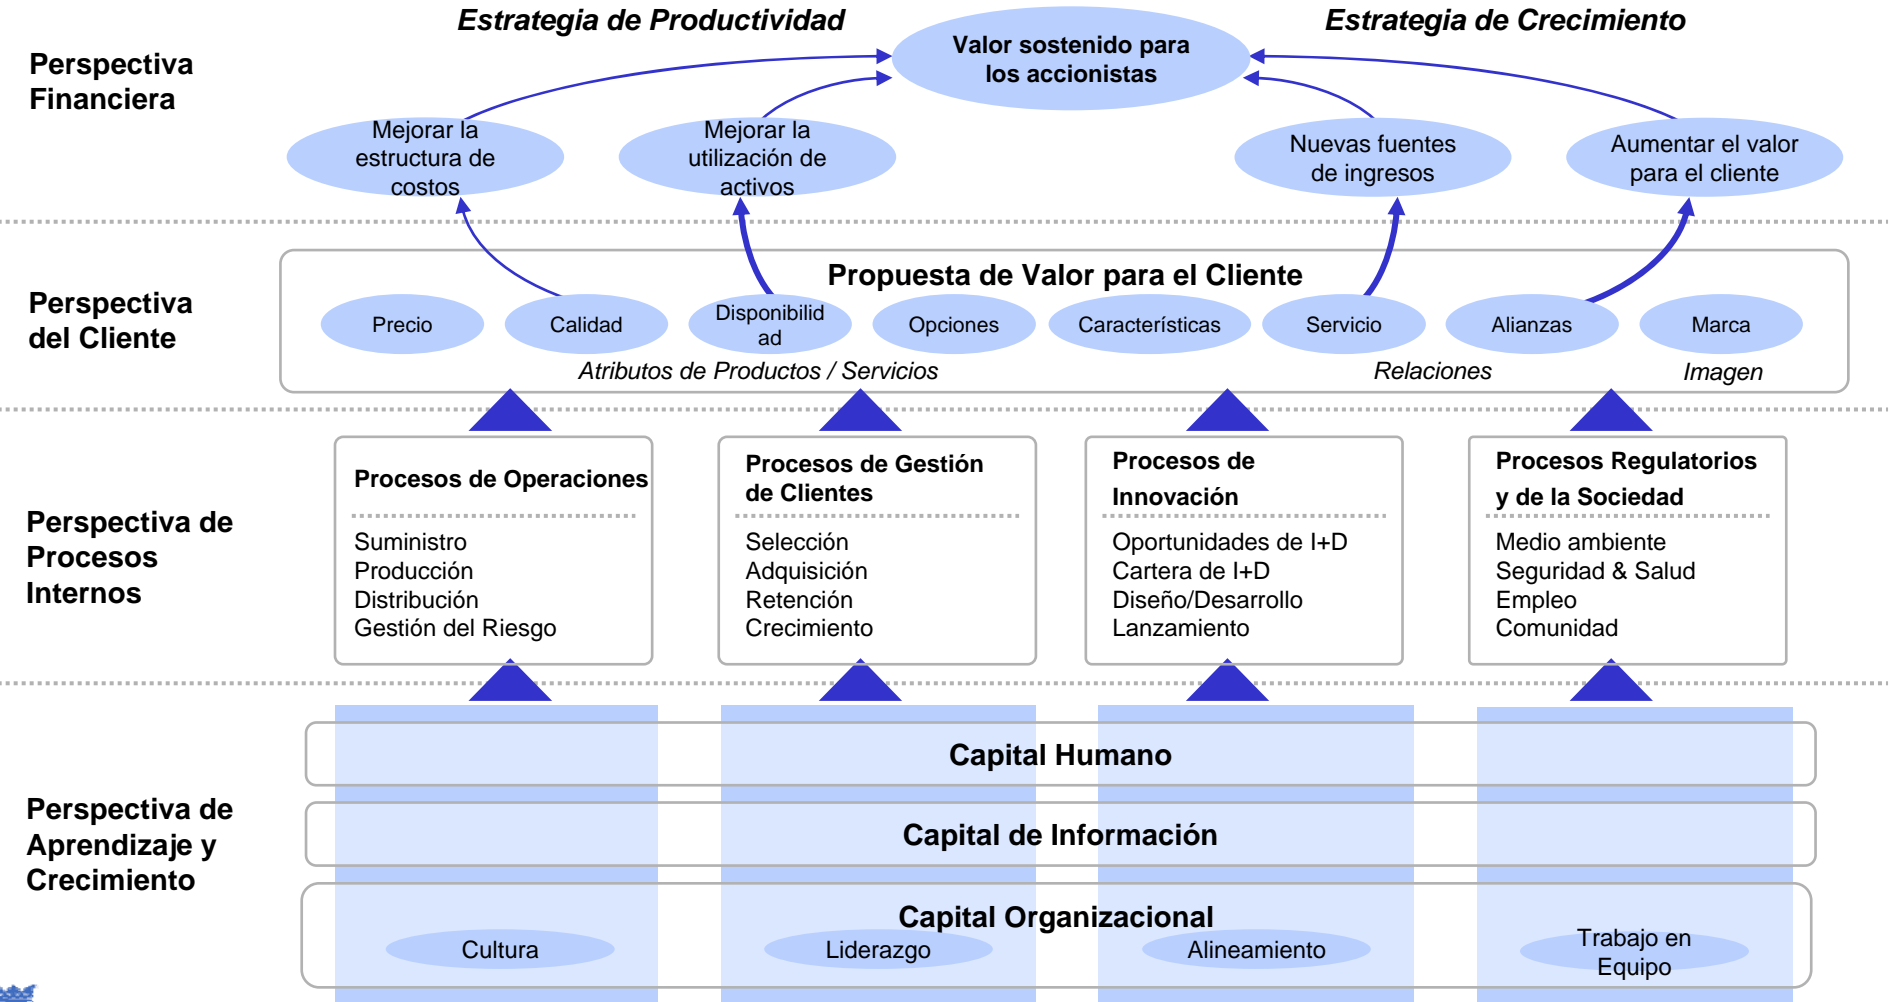 Estrategia de Productividad
Estrategia de Crecimiento
Perspectiva
Financiera
Valor sostenido para
los accionistas
Mejorar la
estructura de
costos
Mejorar la
utilización de
activos
Nuevas fuentes
de ingresos
Aumentar el valor
para el cliente
Perspectiva
del Cliente
Propuesta de Valor para el Cliente
Precio
Calidad
Disponibilid
ad
Opciones
Características
Servicio
Alianzas
Marca
Atributos de Productos / Servicios
Relaciones
Imagen
Perspectiva de
Procesos
Internos
Procesos de Operaciones
Suministro
Producción
Distribución
Gestión del Riesgo
Procesos de Gestión
de Clientes
Selección
Adquisición
Retención
Crecimiento
Procesos de
Innovación
Oportunidades de I+D
Cartera de I+D
Diseño/Desarrollo
Lanzamiento
Procesos Regulatorios
y de la Sociedad
Medio ambiente
Seguridad & Salud
Empleo
Comunidad
Perspectiva de
Aprendizaje y
Crecimiento
Capital Humano
Capital de Información
Capital Organizacional
Cultura
Liderazgo
Alineamiento
Trabajo en
Equipo